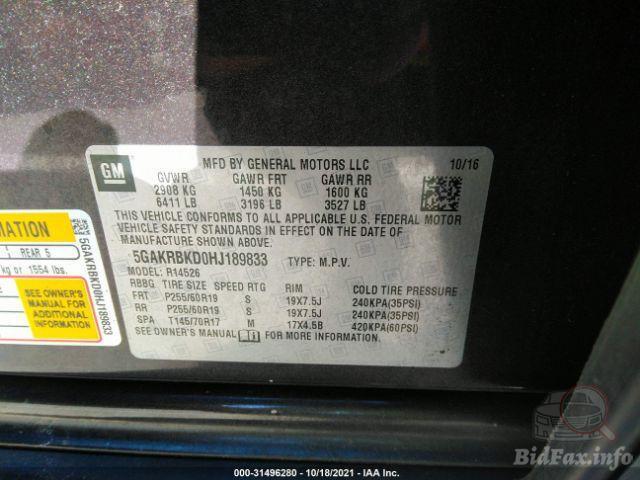 GM
MFD BY GENERAL MOTORS LLC 10/16
GVWR GAWR FRT GAWR RR
2908 KG 1450 KG 1600 KG
6411 LB 3196 LB 3527 LB
THIS VEHICLE CONFORMS TO ALL APPLICABLE U.S. FEDERAL MOTOR
VEHICLE SAFETY STANDARDS IN EFFECT ON THE DATE OF
MANUFACTURE SHOWN ABOVE.
5GAKRBKD0HJ189833 TYPE: M.P.V.
MODEL: R14526
RBBG TIRE SIZE SPEED RTG RIM COLD TIRE PRESSURE
FRT P255/60R19 S 19X7.5J 240KPA(35PSI)
RR P255/60R19 S 19X7.5J 240KPA(35PSI)
SPA T145/70R17 M 17X4.5B 420KPA(60PSI)
SEE OWNER'S MANUAL FOR MORE INFORMATION.
MATION
REAR 5
kg or 1554 lbs.
SEE OWNER'S
MANUAL FOR
ADDITIONAL
INFORMATION
5GAKRBKD0HJ189833
BidFax.info
000-31496280 - 10/18/2021 - IAA Inc.